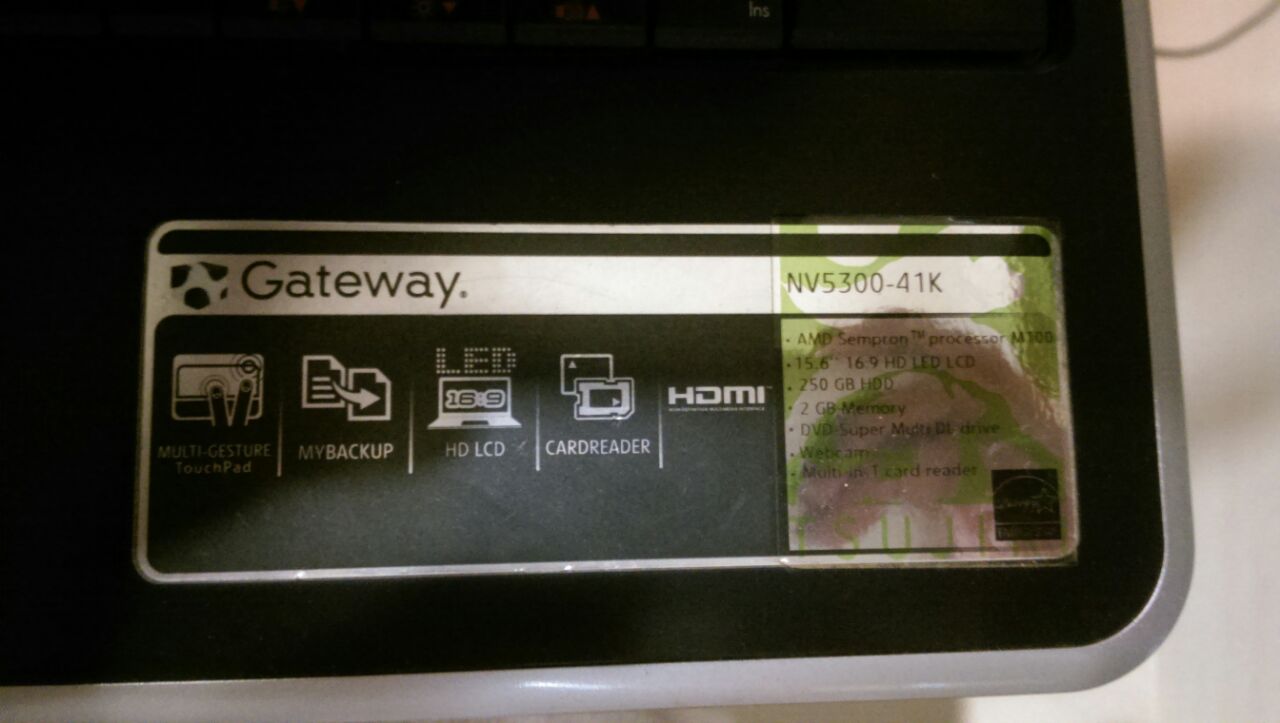 Ins
Gateway.
NV5300-41K
LED
16:9
MULTI-GESTURE
TouchPad
MYBACKUP
HD LCD
CARDREADER
HDMI
• AMD Sempron™ processor M100
• 15.6" 16:9 HD LED LCD
• 250 GB HDD
• 2 GB Memory
• DVD-Super Multi DL drive
• Webcam
• Multi-in-1 card reader
TSUJI